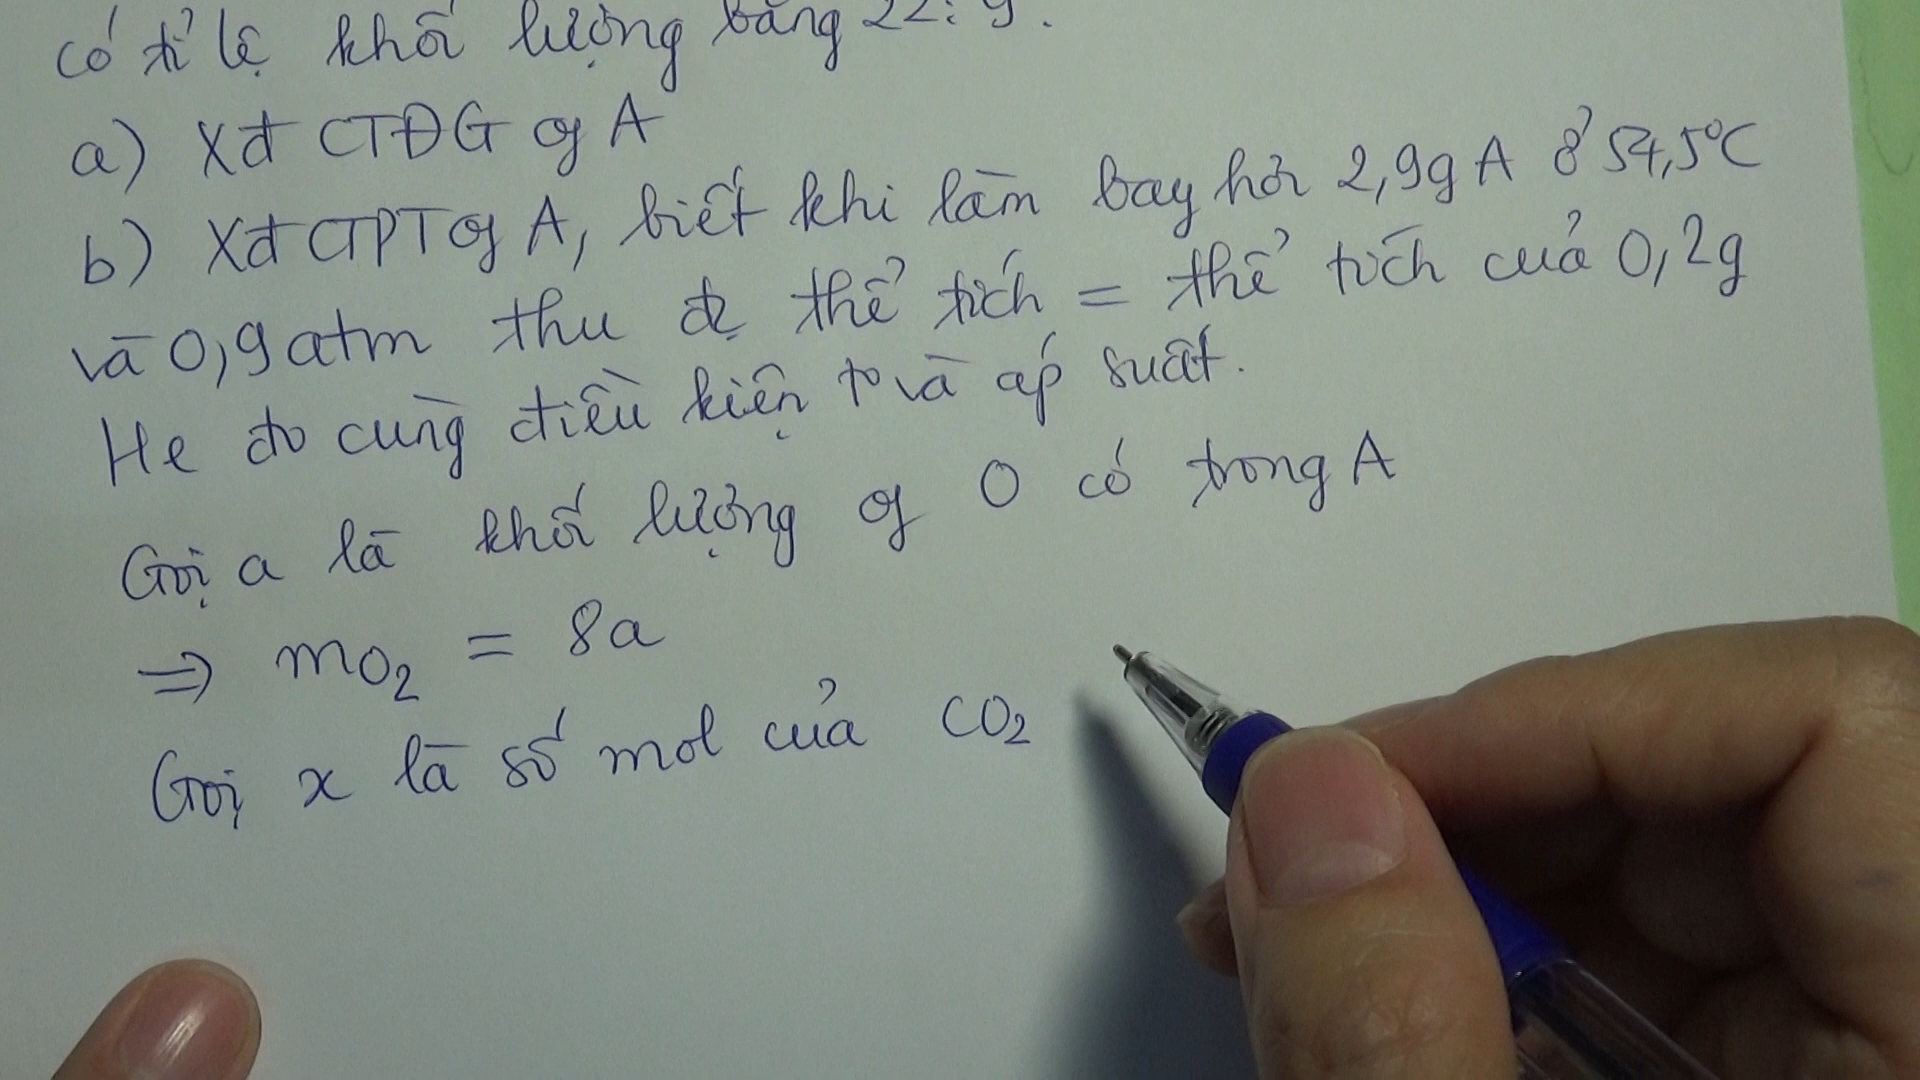 có tỉ lệ khối lượng bằng 22:9.
a) Xđ CTĐG of A
b) Xđ CTPT of A, biết khi làm bay hơi 2,9g A ở 54,5°C
và 0,9 atm thu đc thể tích = thể tích của 0,2g
He đo cùng điều kiện to và áp suất.
Gọi a là khối lượng of O có trong A
=> mO2 = 8a
Gọi x là số mol của CO2